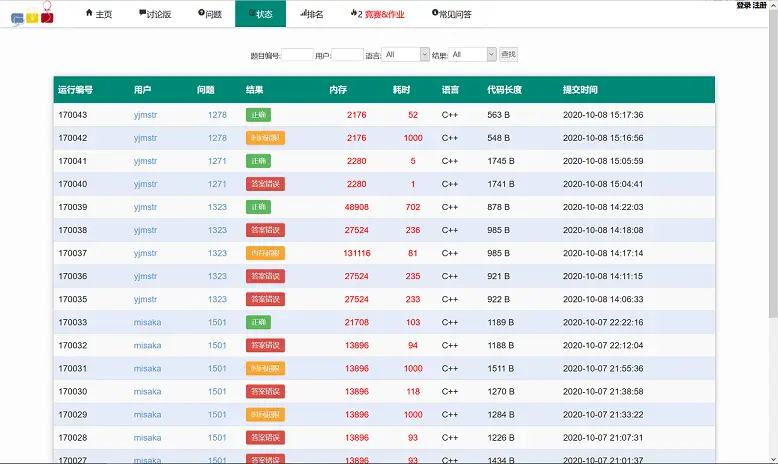 登录 注册
主页 讨论版 问题 状态 排名 2 竞赛&作业 常见问答
题目编号: 用户: 语言: All 结果: All 查找
运行编号 用户 问题 结果 内存 耗时 语言 代码长度 提交时间
170043 yjmstr 1278 正确 2176 52 C++ 563 B 2020-10-08 15:17:36
170042 yjmstr 1278 时间超限 2176 1000 C++ 548 B 2020-10-08 15:16:56
170041 yjmstr 1271 正确 2280 5 C++ 1745 B 2020-10-08 15:05:59
170040 yjmstr 1271 答案错误 2280 1 C++ 1741 B 2020-10-08 15:04:41
170039 yjmstr 1323 正确 48908 702 C++ 878 B 2020-10-08 14:22:03
170038 yjmstr 1323 答案错误 27524 236 C++ 985 B 2020-10-08 14:18:08
170037 yjmstr 1323 内存超限 131116 81 C++ 985 B 2020-10-08 14:17:14
170036 yjmstr 1323 答案错误 27524 235 C++ 921 B 2020-10-08 14:11:15
170035 yjmstr 1323 答案错误 27524 233 C++ 922 B 2020-10-08 14:06:33
170033 misaka 1501 正确 21708 103 C++ 1189 B 2020-10-07 22:22:16
170032 misaka 1501 答案错误 13896 94 C++ 1188 B 2020-10-07 22:12:04
170031 misaka 1501 时间超限 13896 1000 C++ 1511 B 2020-10-07 21:55:36
170030 misaka 1501 答案错误 13896 118 C++ 1270 B 2020-10-07 21:38:58
170029 misaka 1501 时间超限 13896 1000 C++ 1284 B 2020-10-07 21:33:22
170028 misaka 1501 答案错误 13896 93 C++ 1226 B 2020-10-07 21:07:31
170027 misaka 1501 答案错误 13896 93 C++ 1434 B 2020-10-07 21:01:37